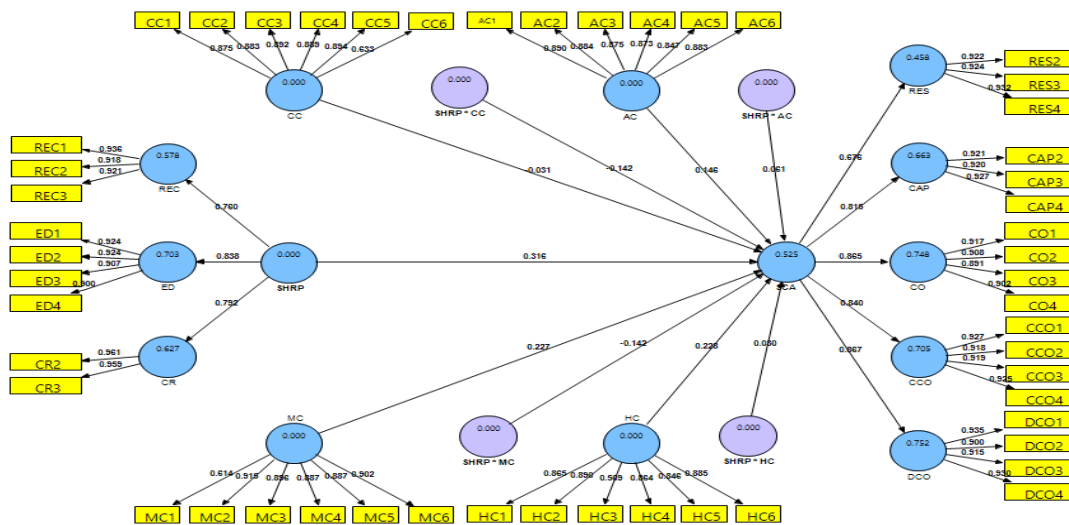 CC1 CC2 CC3 CC4 CC5 CC6
0.875 0.883 0.892 0.889 0.894 0.633
0.000
CC
AC1 AC2 AC3 AC4 AC5 AC6
0.890 0.884 0.875 0.873 0.847 0.883
0.000
AC
0.000
$HRP * CC
0.000
$HRP * AC
0.458
RES
0.922 RES2
0.924 RES3
0.932 RES4
REC1 0.936
REC2 0.918
REC3 0.921
0.578
REC
0.760
-0.031
-0.142
0.146
0.061
0.676
0.663
CAP
0.921 CAP2
0.920 CAP3
0.927 CAP4
0.818
ED1 0.924
ED2 0.924
ED3 0.907
ED4 0.900
0.703
ED
0.838
0.000
$HRP
0.316
0.525
$CA
0.865
0.748
CO
0.917 CO1
0.908 CO2
0.891 CO3
0.902 CO4
0.792
0.840
CR2 0.961
CR3 0.959
0.627
CR
0.227
-0.142
0.228
0.080
0.867
0.705
CCO
0.927 CCO1
0.918 CCO2
0.919 CCO3
0.925 CCO4
MC
0.000
0.614 0.915 0.896 0.887 0.887 0.902
MC1 MC2 MC3 MC4 MC5 MC6
0.000
$HRP * MC
HC
0.000
0.865 0.890 0.569 0.864 0.846 0.885
HC1 HC2 HC3 HC4 HC5 HC6
0.000
$HRP * HC
0.752
DCO
0.935 DCO1
0.900 DCO2
0.915 DCO3
0.930 DCO4